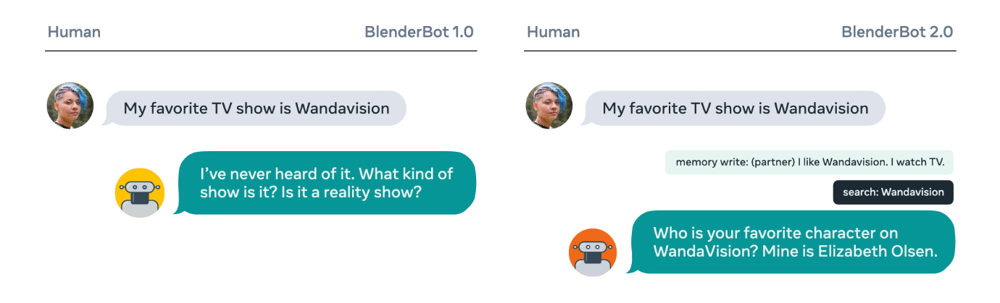 Human
BlenderBot 1.0
My favorite TV show is Wandavision
I’ve never heard of it. What kind of
show is it? Is it a reality show?
Human
BlenderBot 2.0
My favorite TV show is Wandavision
memory write: (partner) I like Wandavision. I watch TV.
search: Wandavision
Who is your favorite character on
WandaVision? Mine is Elizabeth Olsen.